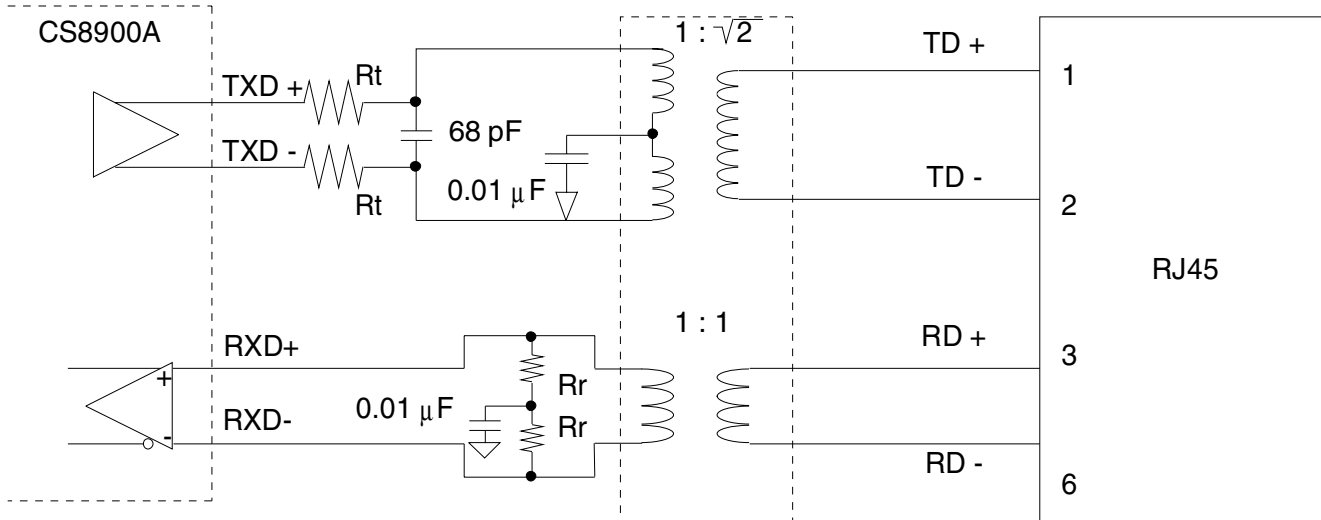 CS8900A
1 : √2
TD +
1
TXD +
Rt
68 pF
TXD -
Rt
0.01 μF
TD -
2
RJ45
1 : 1
RXD+
RD +
3
+
Rr
0.01 μF
RXD-
Rr
-
RD -
6